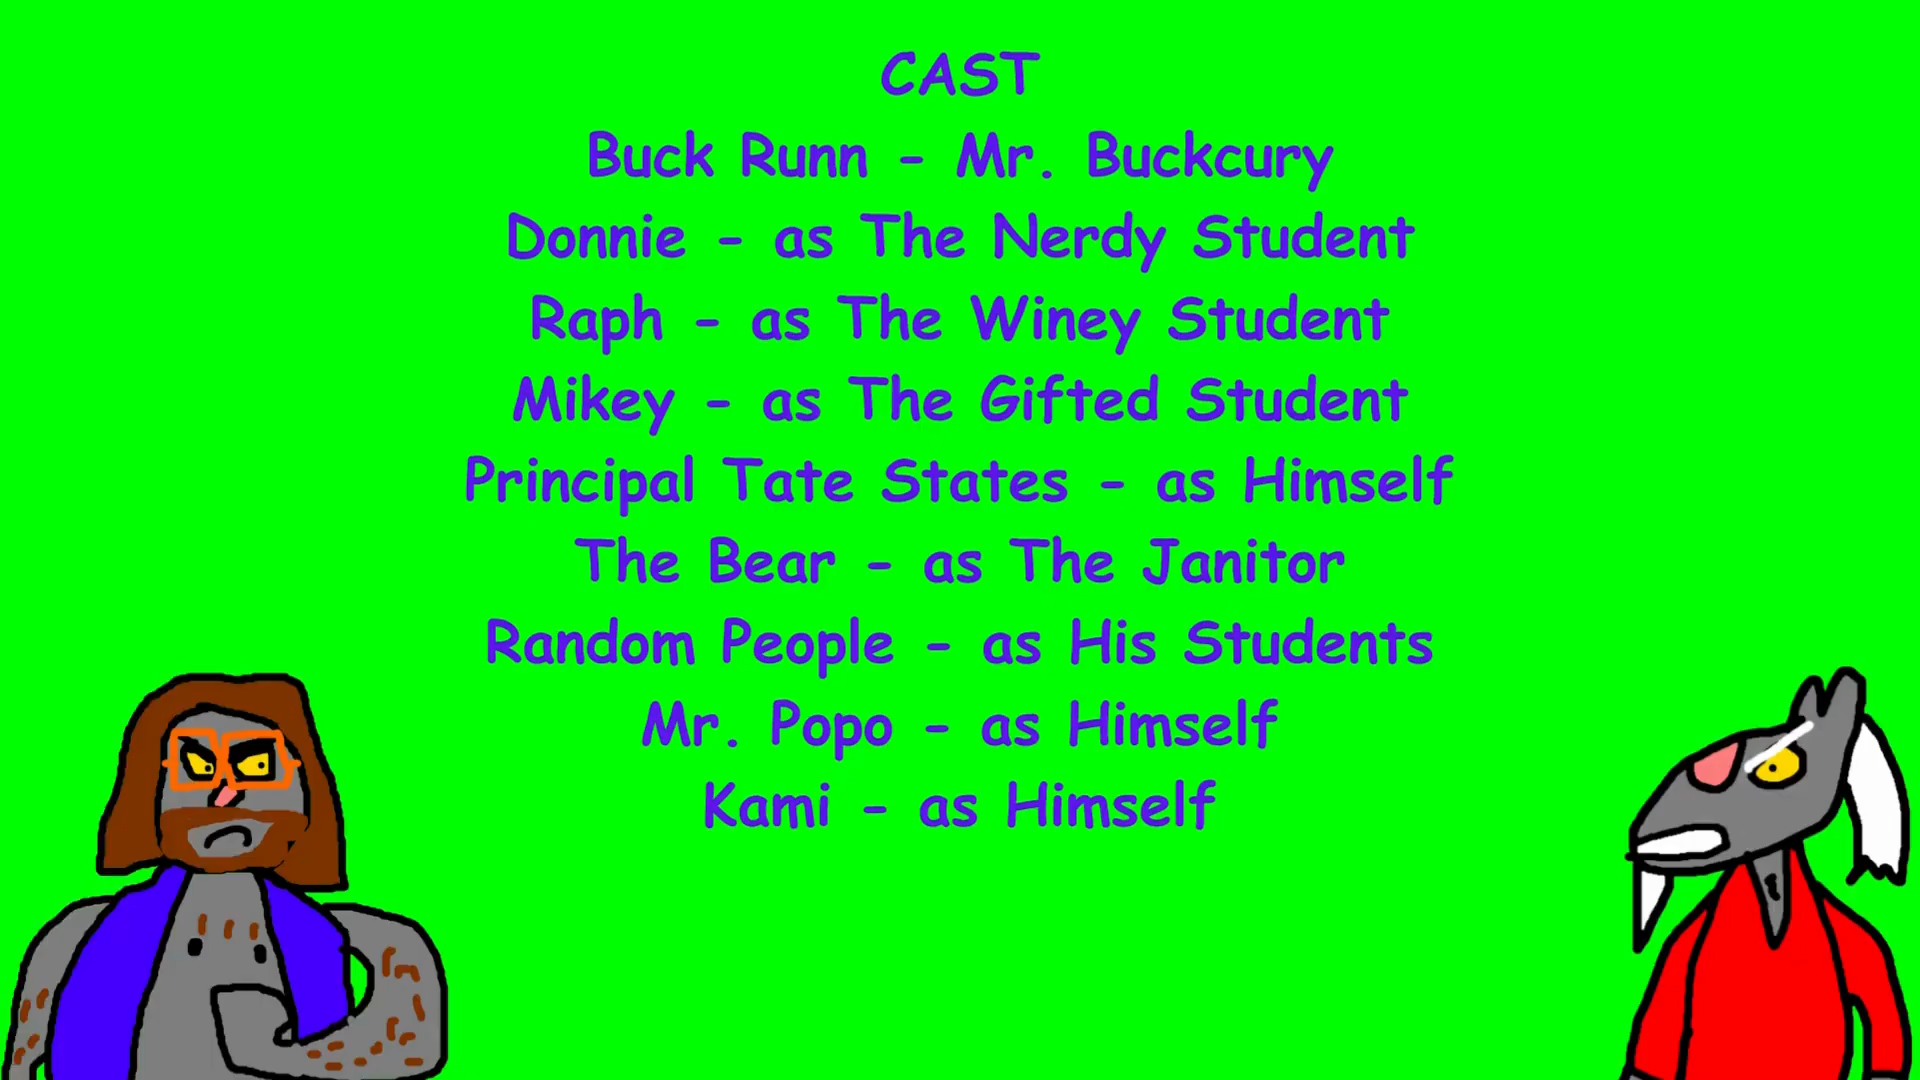 CAST
Buck Runn - Mr. Buckcury
Donnie - as The Nerdy Student
Raph - as The Winey Student
Mikey - as The Gifted Student
Principal Tate States - as Himself
The Bear - as The Janitor
Random People - as His Students
Mr. Popo - as Himself
Kami - as Himself